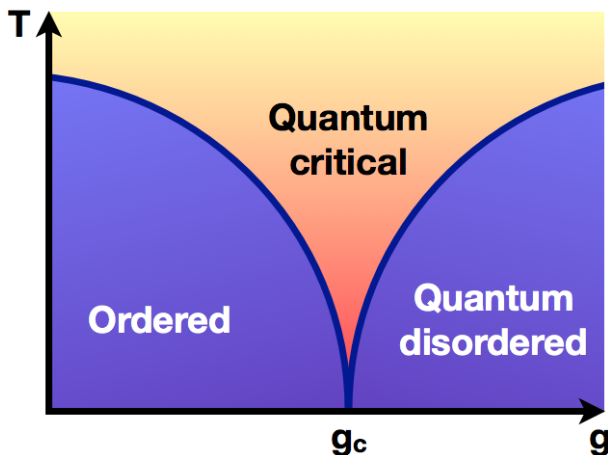 T
Quantum
critical
Ordered
Quantum
disordered
gc
g